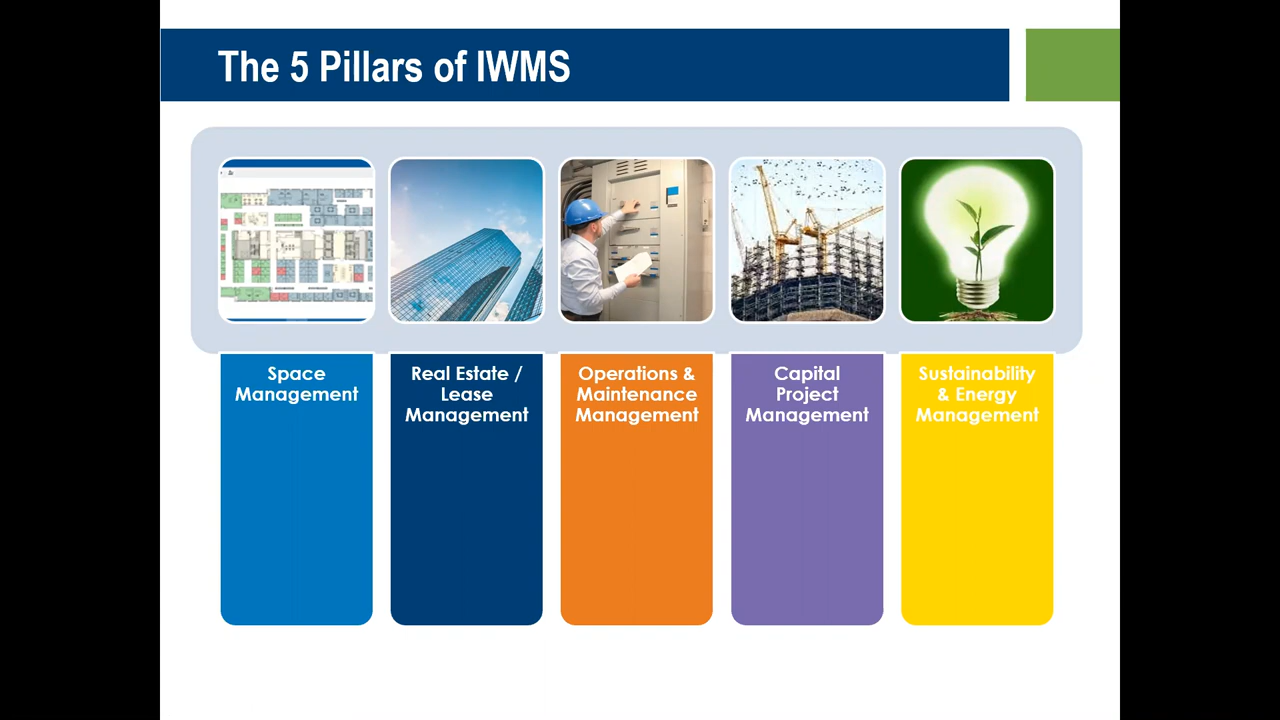 The 5 Pillars of IWMS
Space
Management
Real Estate /
Lease
Management
Operations &
Maintenance
Management
Capital
Project
Management
Sustainability
& Energy
Management